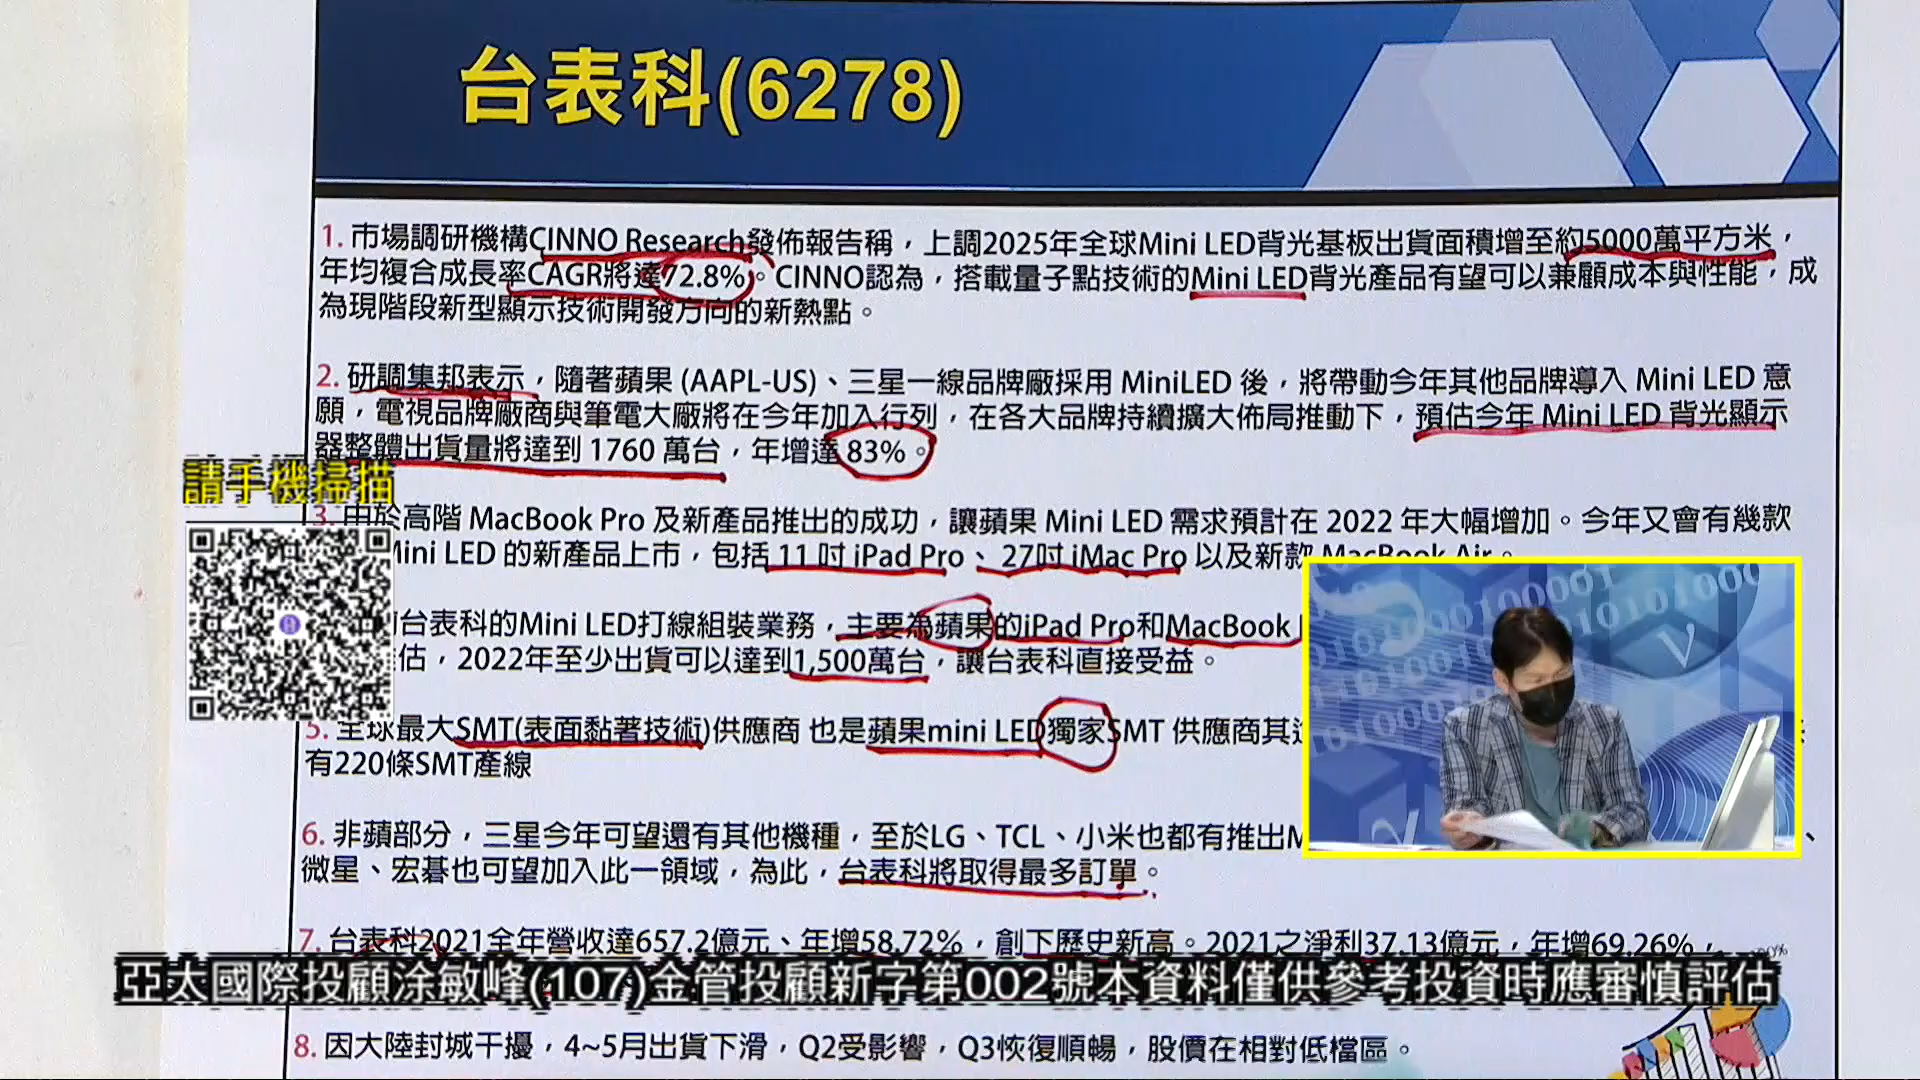 台表科(6278)
1. 市場調研機構CINNO Research發佈報告稱，上調2025年全球Mini LED背光基板出貨面積增至約5000萬平方米，
年均複合成長率CAGR將達72.8%。CINNO認為，搭載量子點技術的Mini LED背光產品有望可以兼顧成本與性能，成
為現階段新型顯示技術開發方向的新熱點。
2. 研調集邦表示，隨著蘋果 (AAPL-US)、三星一線品牌廠採用 MiniLED 後，將帶動今年其他品牌導入 Mini LED 意
願，電視品牌廠商與筆電大廠將在今年加入行列，在各大品牌持續擴大佈局推動下，預估今年 Mini LED 背光顯示
器整體出貨量將達到 1760 萬台，年增達 83%。
請手機掃描
3. 由於高階 MacBook Pro 及新產品推出的成功，讓蘋果 Mini LED 需求預計在 2022 年大幅增加。今年又會有幾款
Mini LED 的新產品上市，包括 11 吋 iPad Pro、 27吋 iMac Pro 以及新款 MacBook Air。
台表科的Mini LED打線組裝業務，主要為蘋果的iPad Pro和MacBook
估，2022年至少出貨可以達到1,500萬台，讓台表科直接受益。
5. 全球最大SMT(表面黏著技術)供應商 也是蘋果mini LED獨家SMT 供應商其
有220條SMT產線
6. 非蘋部分，三星今年可望還有其他機種，至於LG、TCL、小米也都有推出M
微星、宏碁也可望加入此一領域，為此，台表科將取得最多訂單。
7. 台表科2021全年營收達657.2億元、年增58.72%，創下歷史新高。2021之淨利37.13億元，年增69.26%，
亞太國際投顧涂敏峰(107)金管投顧新字第002號本資料僅供參考投資時應審慎評估
8. 因大陸封城干擾，4~5月出貨下滑，Q2受影響，Q3恢復順暢，股價在相對低檔區。